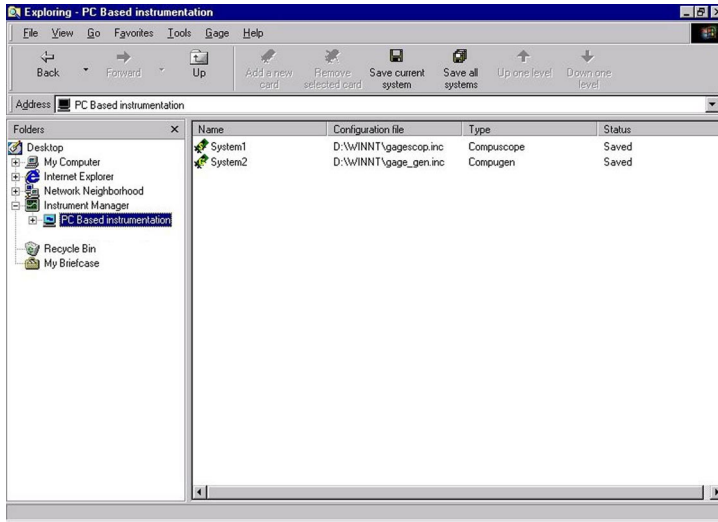 Exploring - PC Based instrumentation
File View Go Favorites Tools Gage Help
Back Forward Up Add a new card Remove selected card Save current system Save all systems Up one level Down one level
Address PC Based instrumentation
Folders × Name Configuration file Type Status
Desktop
My Computer
Internet Explorer
Network Neighborhood
Instrument Manager
PC Based instrumentation
Recycle Bin
My Briefcase
System1 D:\WINNT\gagescop.inc Compuscope Saved
System2 D:\WINNT\gage_gen.inc Compugen Saved